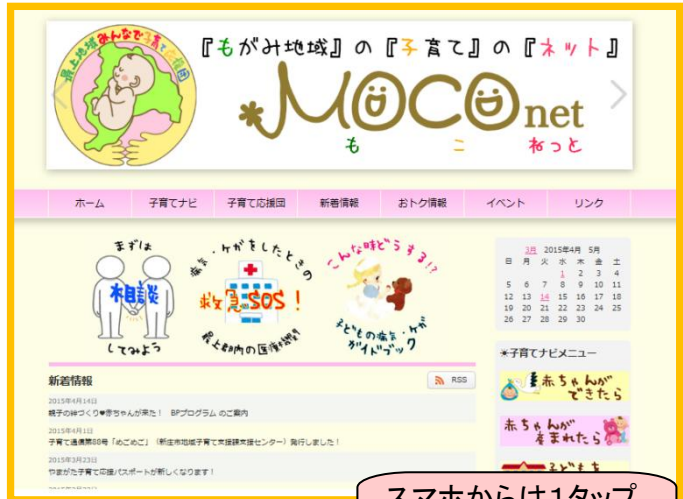 最上地域みんなで子育て応援団
『もがみ地域』の『子育て』の『ネット』
*MOCOnet
もこねっと
ホーム 子育てナビ 子育て応援団 新着情報 おトク情報 イベント リンク
まずは
相談
してみよう
病気・ケガをしたときの
救急SOS!
最上郡内の医療機関
こんな時どうする!?
子どもの病気・ケガ
ガイドブック
3月 2015年4月 5月
日 月 火 水 木 金 土
1 2 3 4
5 6 7 8 9 10 11
12 13 14 15 16 17 18
19 20 21 22 23 24 25
26 27 28 29 30
新着情報
RSS
2015年4月14日
親子の絆づくり♥赤ちゃんが来た! BPプログラム のご案内
2015年4月1日
子育て通信第88号「めごめご」(新庄市地域子育て支援支援センター)発行しました!
2015年3月23日
やまがた子育て応援パスポートが新しくなります!
☀子育てナビメニュー
赤ちゃんが
できたら
赤ちゃんが
産まれたら
子どもを
スマホからは1タップ